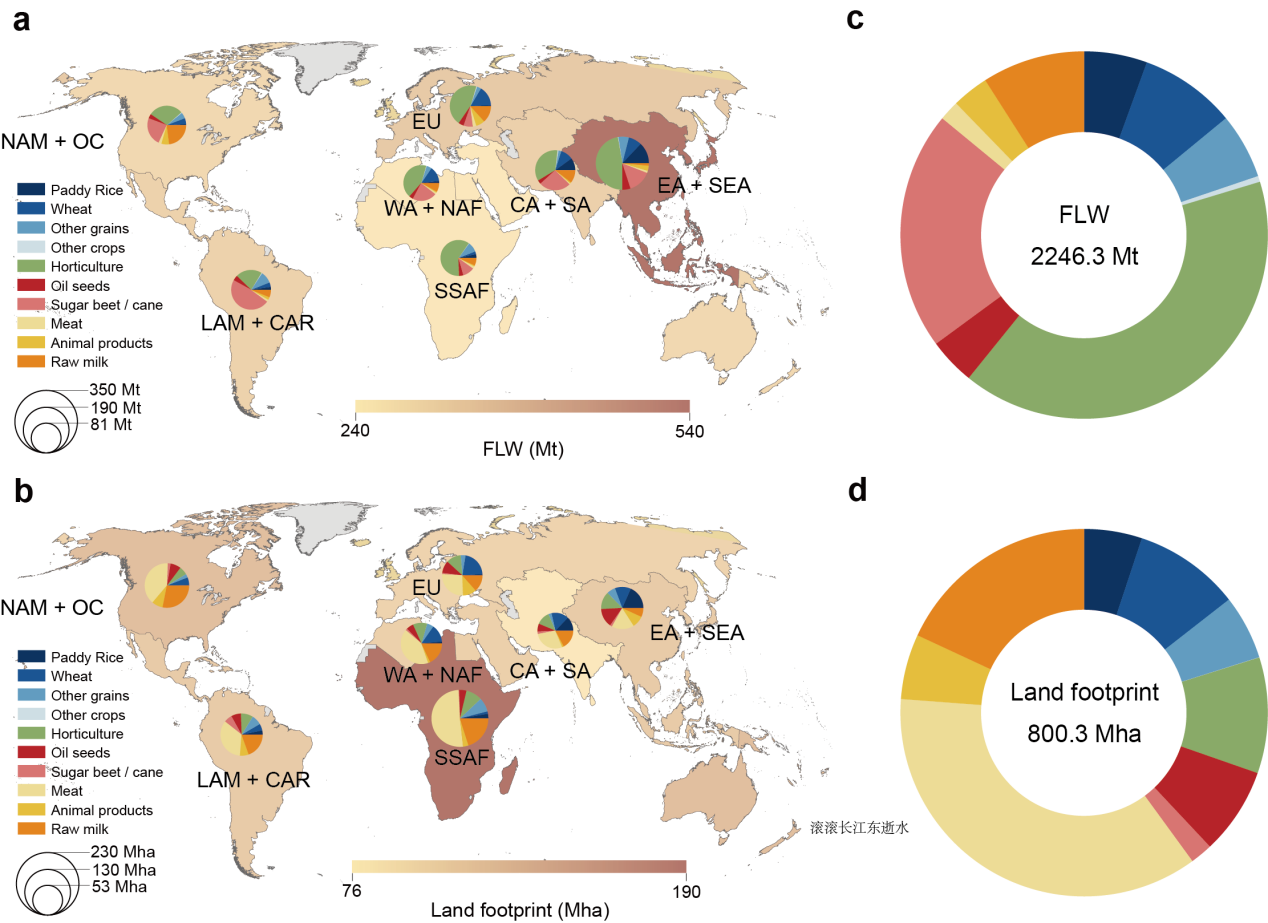 a
NAM + OC
EU
EA + SEA
WA + NAF
CA + SA
SSAF
LAM + CAR
Paddy Rice
Wheat
Other grains
Other crops
Horticulture
Oil seeds
Sugar beet / cane
Meat
Animal products
Raw milk
350 Mt
190 Mt
81 Mt
240
540
FLW (Mt)
c
FLW
2246.3 Mt
b
NAM + OC
EU
EA + SEA
WA + NAF
CA + SA
SSAF
LAM + CAR
Paddy Rice
Wheat
Other grains
Other crops
Horticulture
Oil seeds
Sugar beet / cane
Meat
Animal products
Raw milk
230 Mha
130 Mha
53 Mha
76
190
Land footprint (Mha)
滚滚长江东逝水
d
Land footprint
800.3 Mha